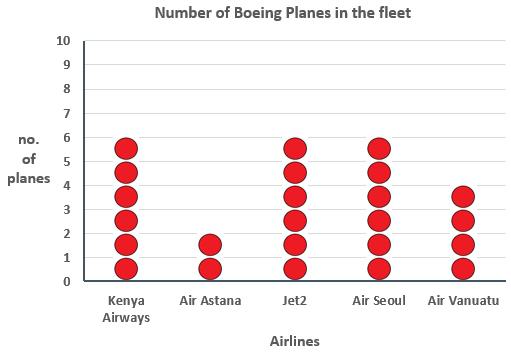 Number of Boeing Planes in the fleet
10
9
8
7
6
5
4
3
2
1
0
no.
of
planes
Kenya
Airways
Air Astana
Jet2
Air Seoul
Air Vanuatu
Airlines